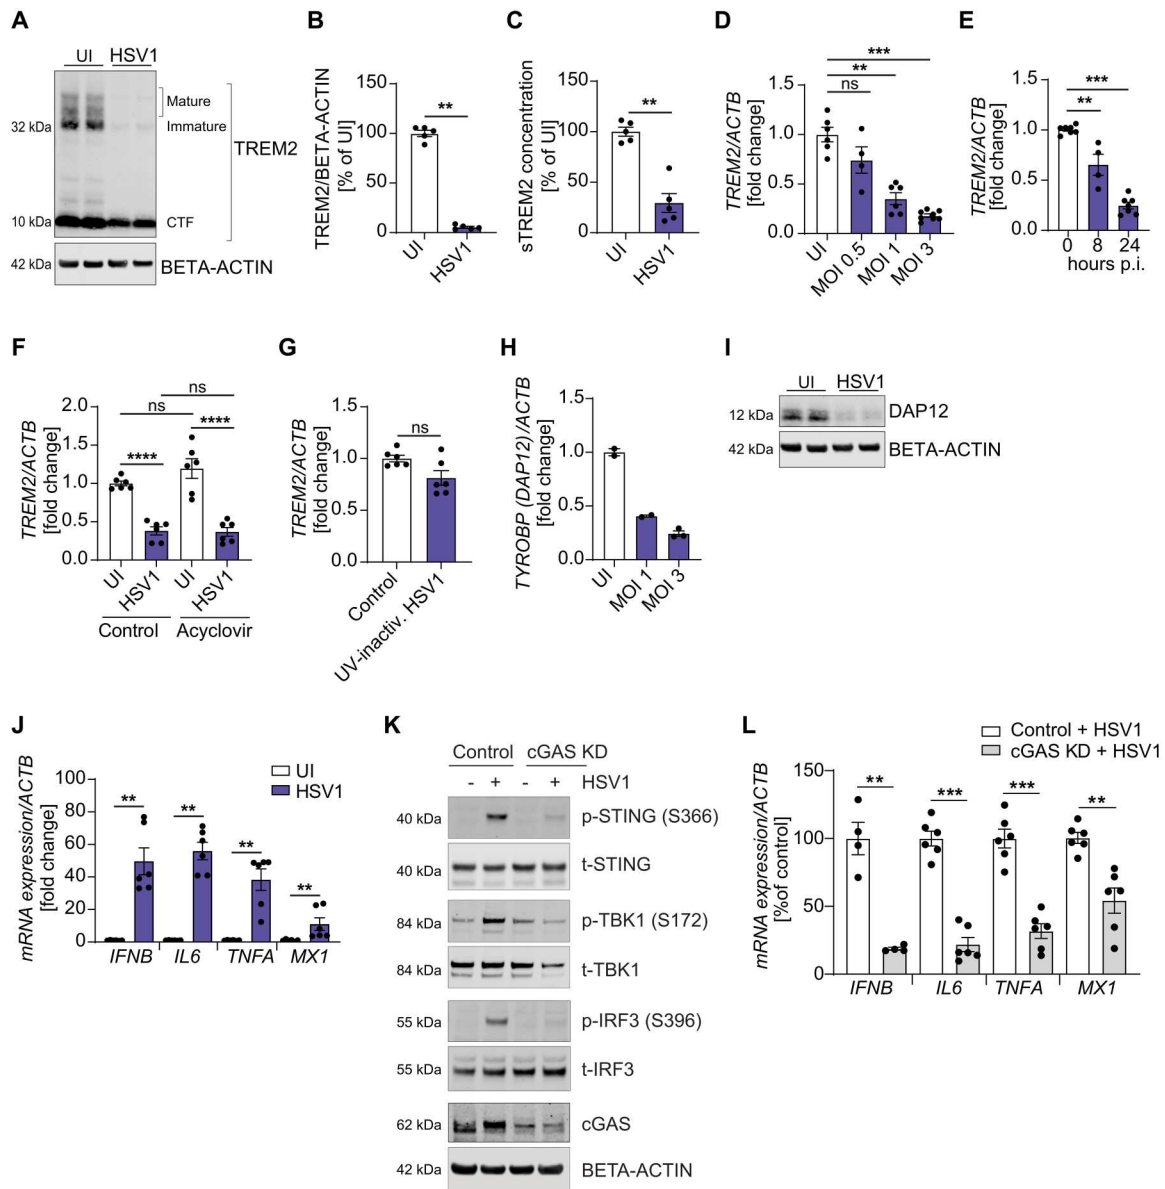 A
UI HSV1
Mature
32 kDa Immature
TREM2
10 kDa CTF
42 kDa BETA-ACTIN
B
TREM2/BETA-ACTIN
[% of UI]
150
100
50
0
**
UI
HSV1
C
sTREM2 concentration
[% of UI]
150
100
50
0
**
UI
HSV1
D
TREM2/ACTB
[fold change]
1.5
1.0
0.5
0.0
***
**
ns
UI
MOI 0.5
MOI 1
MOI 3
E
TREM2/ACTB
[fold change]
1.5
1.0
0.5
0.0
***
**
0 8 24
hours p.i.
F
TREM2/ACTB
[fold change]
2.0
1.5
1.0
0.5
0.0
ns
ns
**** ****
UI
HSV1
UI
HSV1
Control Acyclovir
G
TREM2/ACTB
[fold change]
1.5
1.0
0.5
0.0
ns
Control
UV-inactiv. HSV1
H
TYROBP (DAP12)/ACTB
[fold change]
1.5
1.0
0.5
0.0
UI
MOI 1
MOI 3
I
UI HSV1
12 kDa DAP12
42 kDa BETA-ACTIN
J
mRNA expression/ACTB
[fold change]
100
80
60
40
20
0
UI
HSV1
** ** ** **
IFNB IL6 TNFA MX1
K
Control cGAS KD
- + - + HSV1
40 kDa p-STING (S366)
40 kDa t-STING
84 kDa p-TBK1 (S172)
84 kDa t-TBK1
55 kDa p-IRF3 (S396)
55 kDa t-IRF3
62 kDa cGAS
42 kDa BETA-ACTIN
L
Control + HSV1
cGAS KD + HSV1
mRNA expression/ACTB
[%of control]
150
100
50
0
** *** *** **
IFNB IL6 TNFA MX1